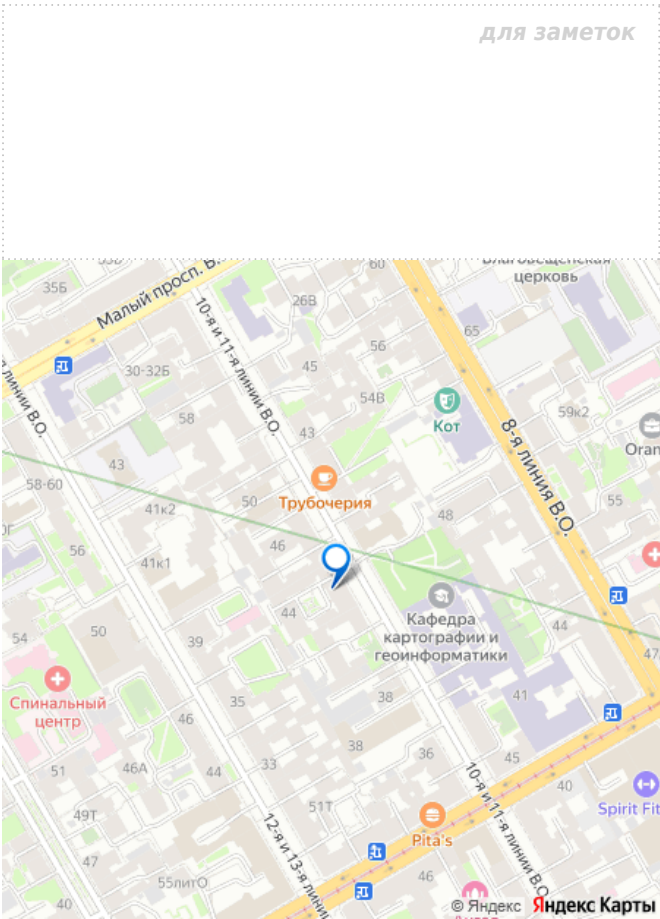 для заметок
60
Благовещенская
церковь
35Б
Малый просп. В.
26В
10-я и 11-я линии В.О.
65
56
30-32Б
45
54В
59к2
58
Кот
8-я линия В.О.
43
43
Трубочерия
58-60
50
48
55
41к2
46
56
41к1
44
Кафедра
картографии и
геоинформатики
44
50
54
39
47
Спинальный
центр
35
38
41
46
38
36
45
33
51
46А
44
40
10-я и 11-я линии В.О.
Spirit Fit
49Т
51Т
12-я и 13-я линии
Pita's
47
46
55литО
40
© Яндекс Яндекс Карты